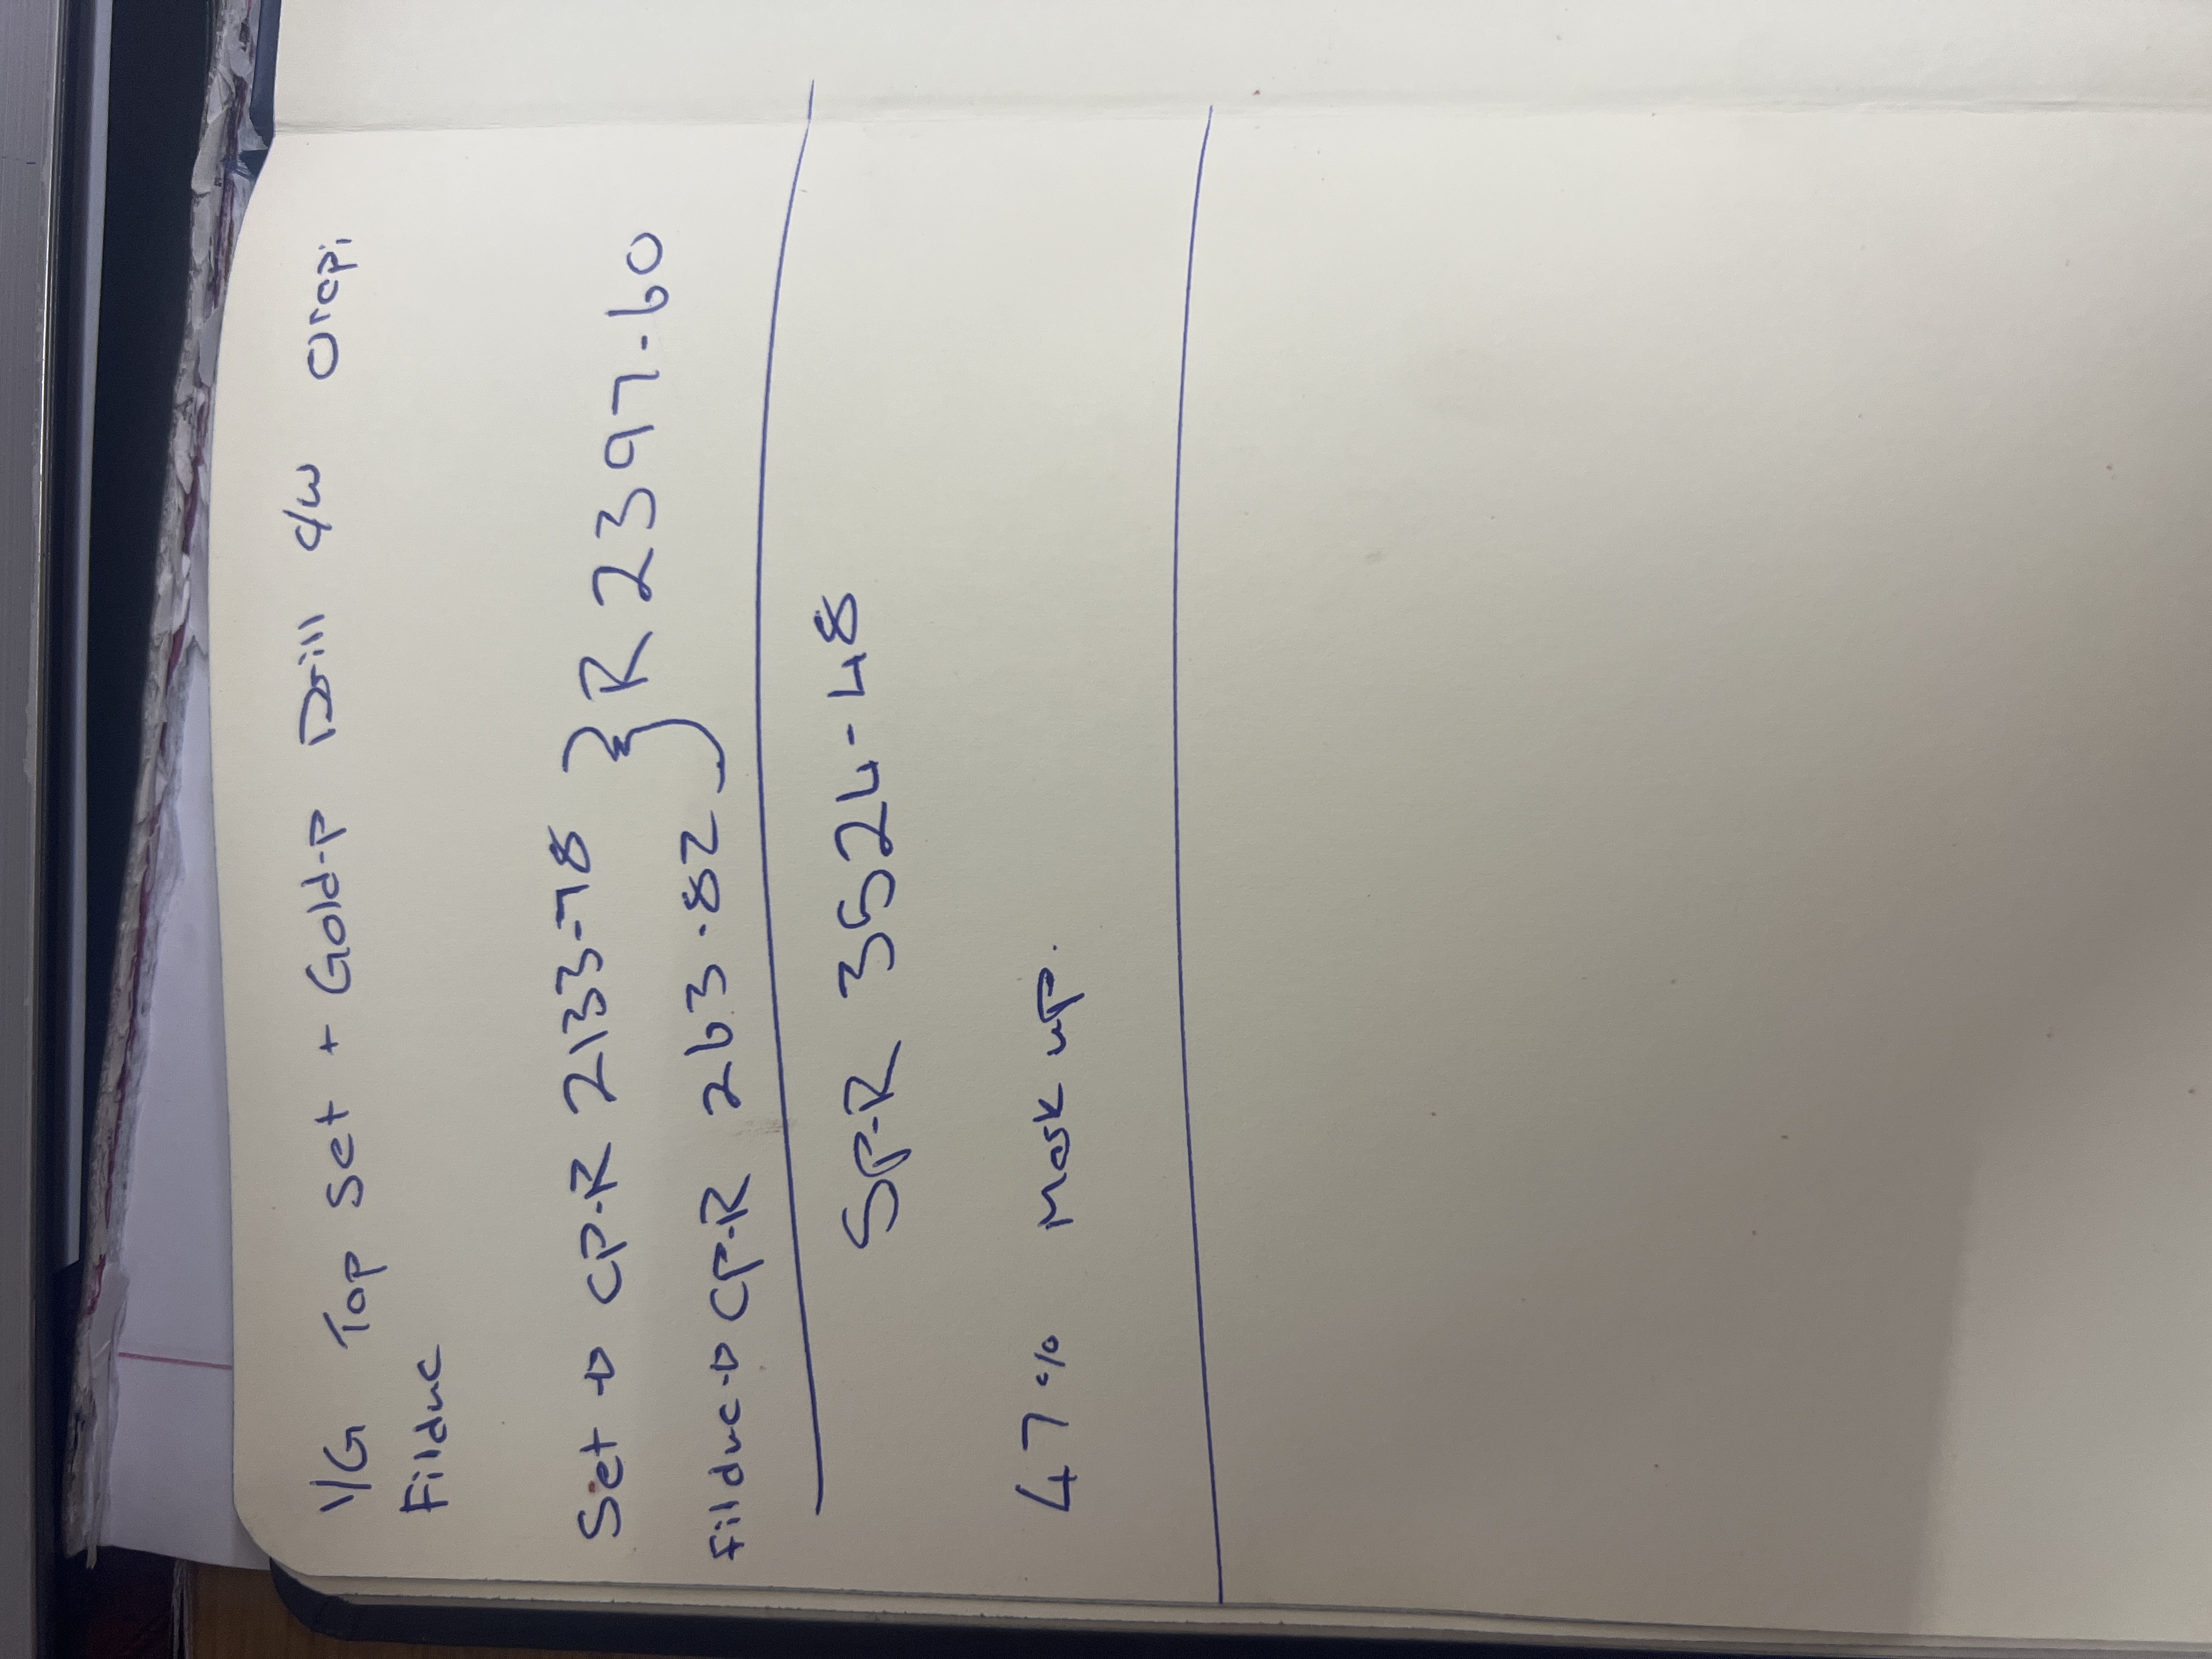 Y/G Top Set + Gold-P Drill c/w Orapi
Filduc
Set → CP-R 2133-78
Filduc → CP-R 263-82
} R 2397-60
SP-R 3524-48
47% Mark up.